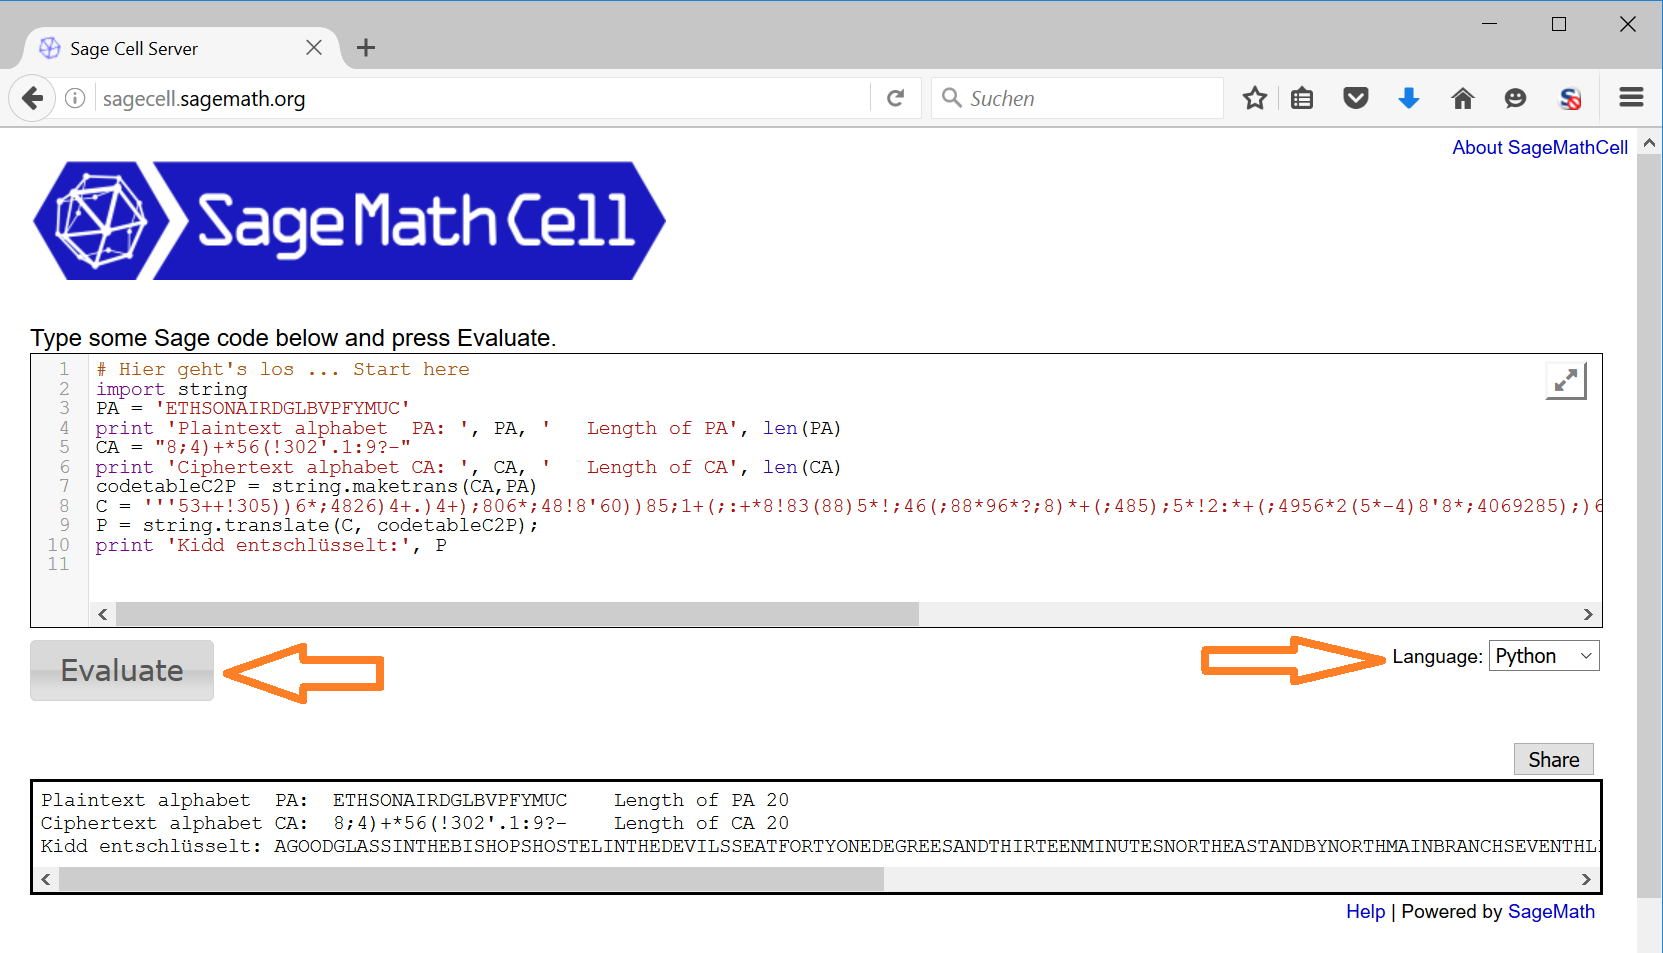 Sage Cell Server
sagecell.sagemath.org
Suchen
About SageMathCell
Sage Math Cell
Type some Sage code below and press Evaluate.
1 # Hier geht's los ... Start here
2 import string
3 PA = 'ETHSONAIRDGLBVPFYMUC'
4 print 'Plaintext alphabet  PA: ', PA, '   Length of PA', len(PA)
5 CA = "8;4)+*56(!302'.1:9?-"
6 print 'Ciphertext alphabet CA: ', CA, '   Length of CA', len(CA)
7 codetableC2P = string.maketrans(CA,PA)
8 C = '''53++!305))6*;4826)4+.)4+);806*;48!8'60))85;1+(;:+*8!83(88)5*!;46(;88*96*?;8)*+(;485);5*!2:*+(;4956*2(5*-4)8'8*;4069285);)6
9 P = string.translate(C, codetableC2P);
10 print 'Kidd entschlüsselt:', P
11
Evaluate
Language: Python
Share
Plaintext alphabet  PA:  ETHSONAIRDGLBVPFYMUC    Length of PA 20
Ciphertext alphabet CA:  8;4)+*56(!302'.1:9?-    Length of CA 20
Kidd entschlüsselt: AGOODGLASSINTHEBISHOPSHOSTELINTHEDEVILSSEATFORTYONEDEGREESANDTHIRTEENMINUTESNORTHEASTANDBYNORTHMAINBRANCHSEVENTHL
Help | Powered by SageMath